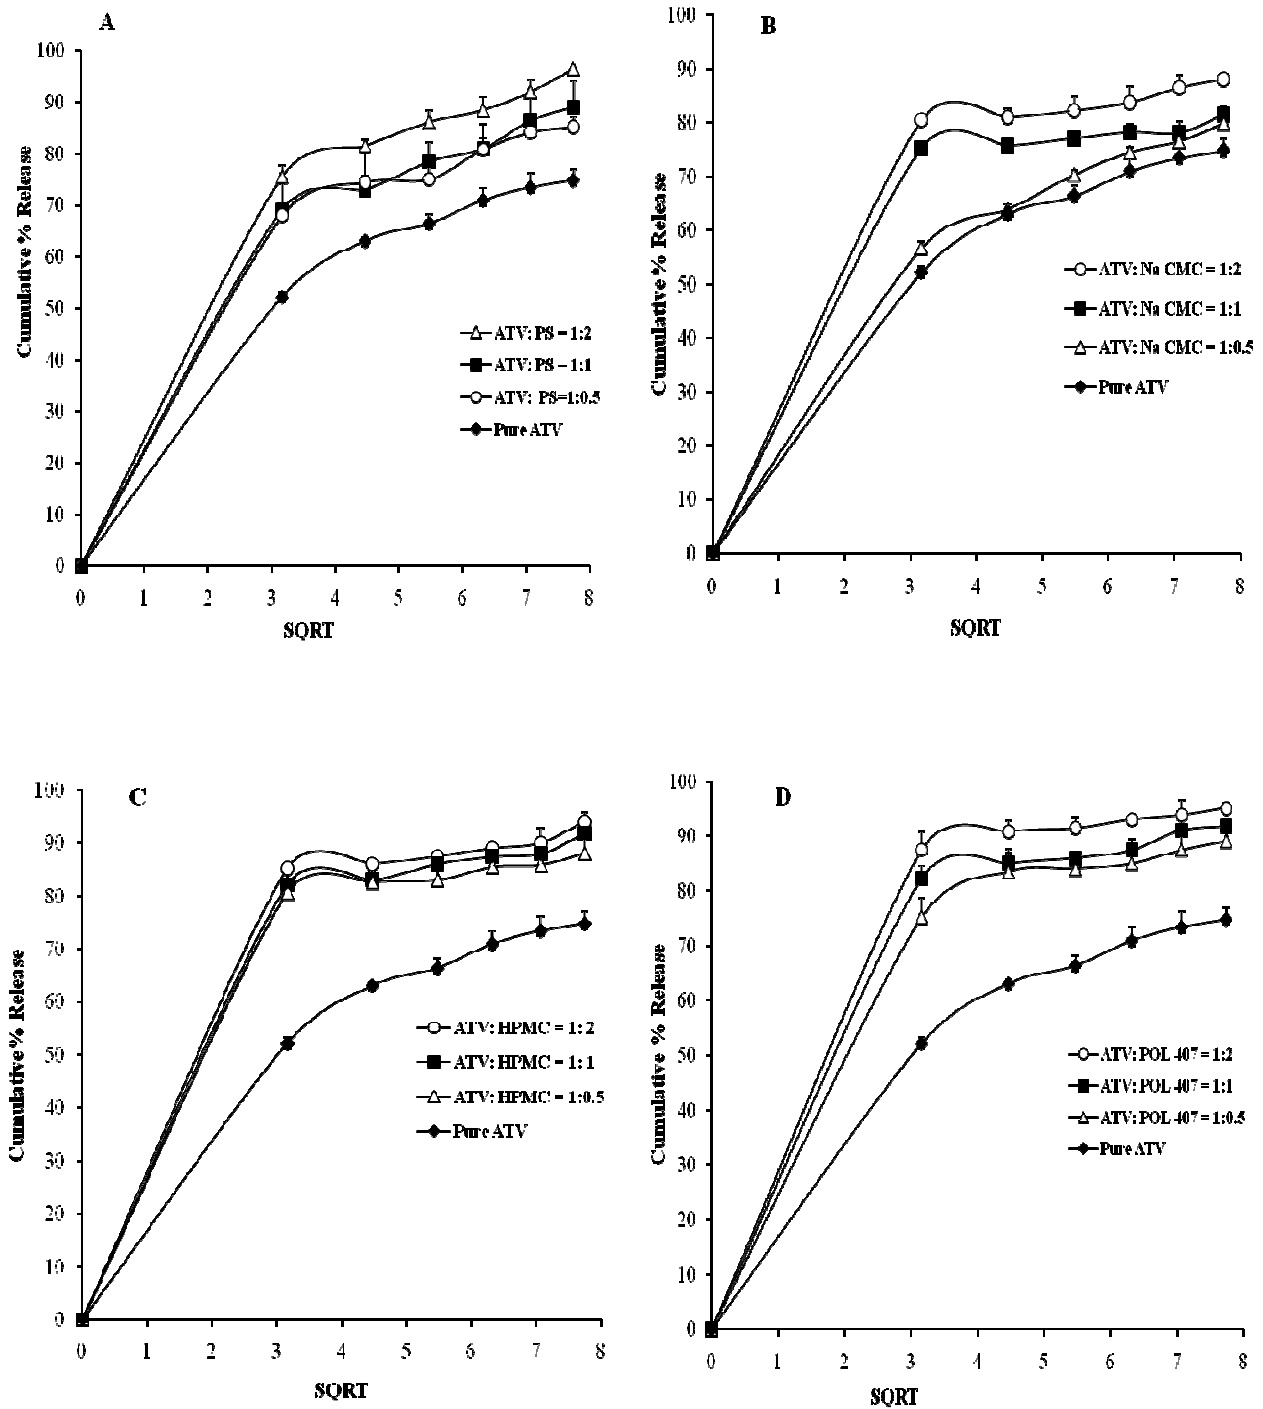 A
Cumulative % Release
100
90
80
70
60
50
40
30
20
10
0
0 1 2 3 4 5 6 7 8
SQRT
ATV: PS = 1:2
ATV: PS – 1:1
ATV: PS=1:0.5
Pure ATV
B
Cumulative % Release
100
90
80
70
60
50
40
30
20
10
0
0 1 2 3 4 5 6 7 8
SQRT
ATV: Na CMC = 1:2
ATV: Na CMC = 1:1
ATV: Na CMC = 1:0.5
Pure ATV
C
Cumulative % Release
100
90
80
70
60
50
40
30
20
10
0
0 1 2 3 4 5 6 7 8
SQRT
ATV: HPMC = 1:2
ATV: HPMC = 1:1
ATV: HPMC = 1:0.5
Pure ATV
D
Cumulative % Release
100
90
80
70
60
50
40
30
20
10
0
0 1 2 3 4 5 6 7 8
SQRT
ATV: POL 407 = 1:2
ATV: POL 407 = 1:1
ATV: POL 407 = 1:0.5
Pure ATV